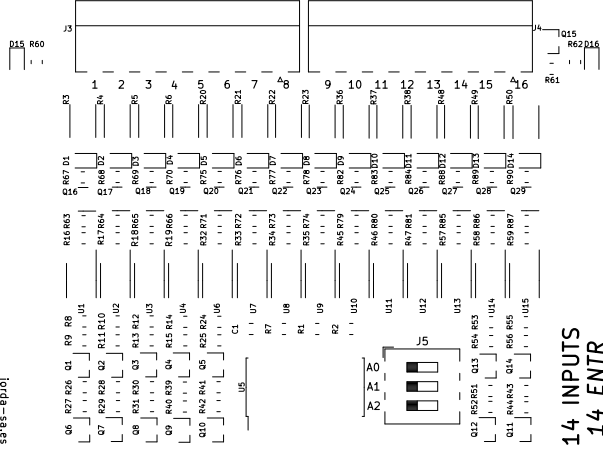 J3 J4 Q15
D15 R60 R62 D16
R61
1 2 3 4 5 6 7 8 9 10 11 12 13 14 15 16
R3 R4 R5 R6 R20 R21 R22 R23 R36 R37 R38 R48 R49 R50
D1 D2 D3 D4 D5 D6 D7 D8 D9 D10 D11 D12 D13 D14
R67 R68 R69 R70 R75 R76 R77 R78 R82 R83 R84 R88 R89 R90
Q16 Q17 Q18 Q19 Q20 Q21 Q22 Q23 Q24 Q25 Q26 Q27 Q28 Q29
R63 R64 R65 R66 R71 R72 R73 R74 R79 R80 R81 R85 R86 R87
R16 R17 R18 R19 R32 R33 R34 R35 R45 R46 R47 R57 R58 R59
U1 U2 U3 U4 U6 U7 U8 U9 U10 U11 U12 U13 U14 U15
R8 R10 R12 R14 R24 C1 R7 R1 R2 R53 R55
R9 R11 R13 R15 R25 R54 R56
J5
Q1 Q2 Q3 Q4 Q5 A0 Q13 Q14
R26 R28 R30 R39 R41 U5 A1 R51 R43
R27 R29 R31 R40 R42 A2 R52 R44
Q6 Q7 Q8 Q9 Q10 Q12 Q11
14 INPUTS
14 ENTR
iorda-sa.es